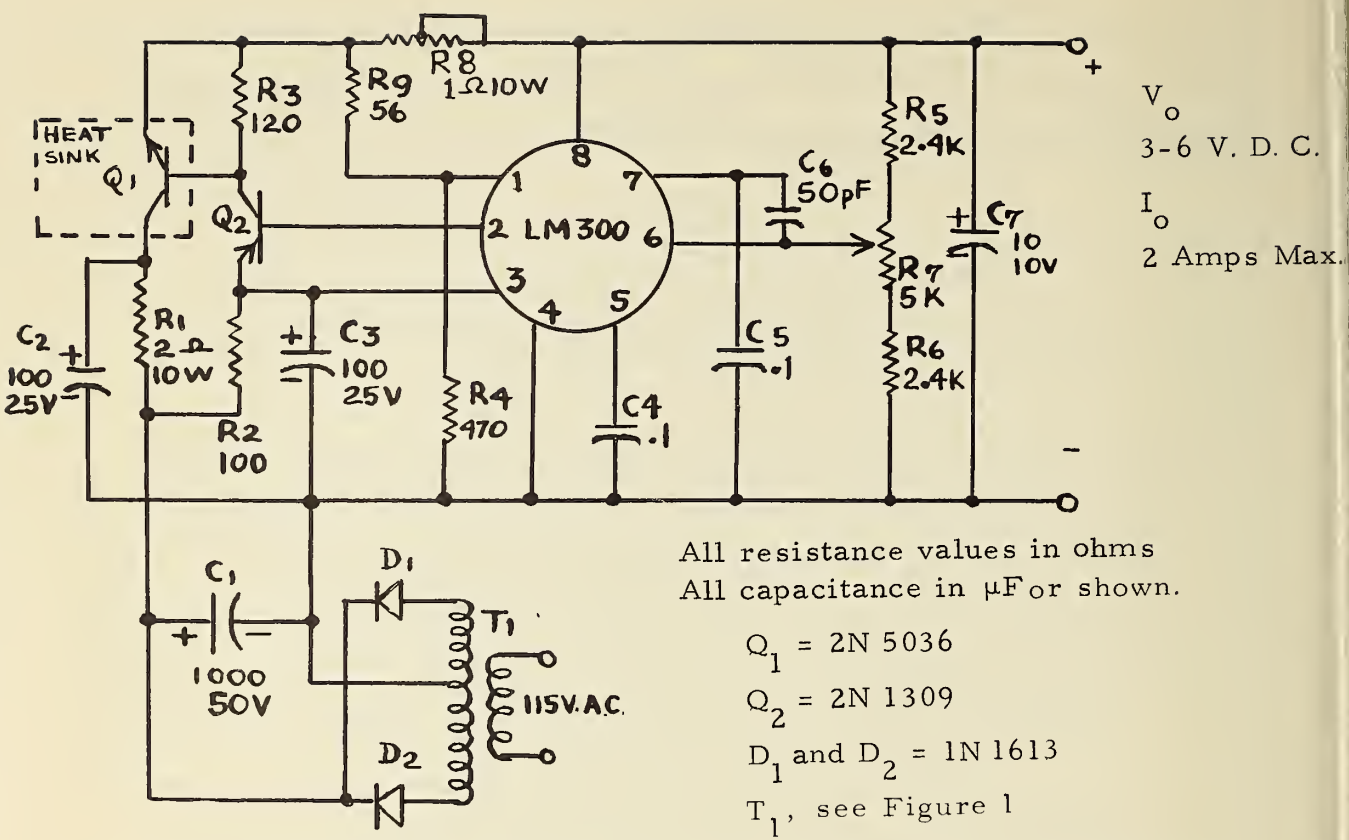 R8
1Ω10W
R9
56
R3
120
HEAT
SINK
Q1
Q2
8
1
7
2 LM300 6
3
4
5
C6
50pF
R5
2.4K
R7
5K
R6
2.4K
+ C7
10
10V
+
-
V_o
3-6 V. D. C.
I_o
2 Amps Max.
C2 +
100
25V -
R1
2Ω
10W
R2
100
+ C3
- 100
25V
R4
470
C4
.1
C5
.1
C1
+ -
1000
50V
D1
D2
T1
115V.A.C.
All resistance values in ohms
All capacitance in μF or shown.
Q1 = 2N 5036
Q2 = 2N 1309
D1 and D2 = 1N 1613
T1, see Figure 1